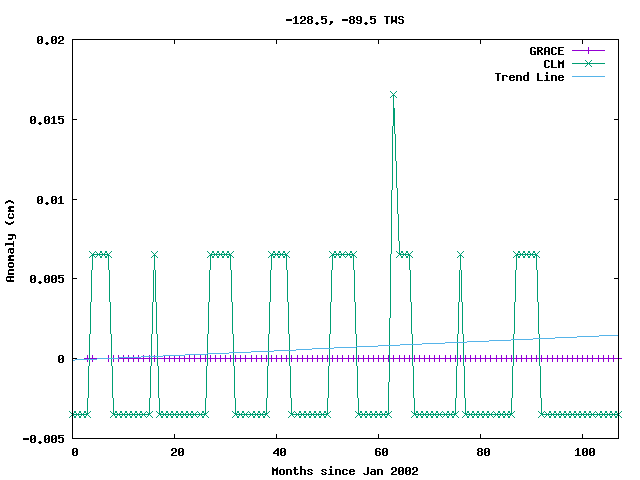 -128.5, -89.5 TWS
0.02
GRACE
CLM
Trend Line
0.015
0.01
0.005
0
-0.005
Anomaly (cm)
0 20 40 60 80 100
Months since Jan 2002